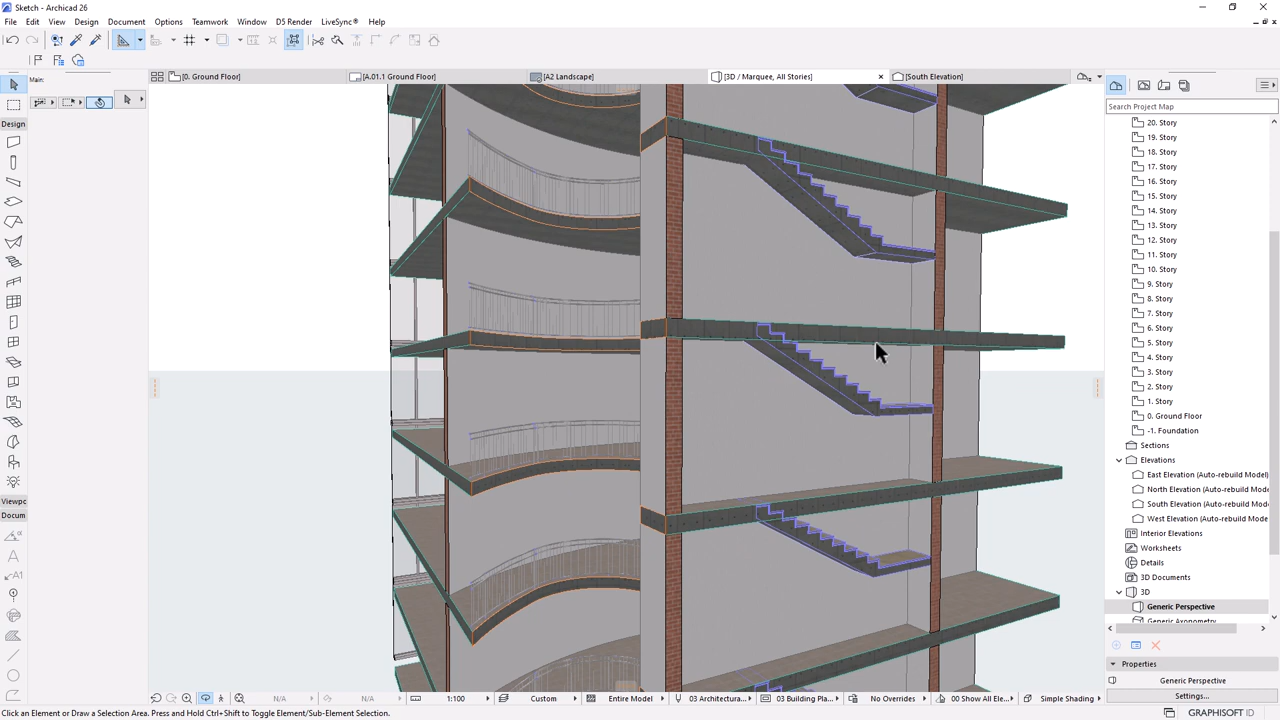 Sketch - Archicad 26
File Edit View Design Document Options Teamwork Window D5 Render LiveSync® Help
[0. Ground Floor]
[A.01.1 Ground Floor]
[A2 Landscape]
[3D / Marquee, All Stories]
[South Elevation]
Main:
Search Project Map
Design
20. Story
19. Story
18. Story
17. Story
16. Story
15. Story
14. Story
13. Story
12. Story
11. Story
10. Story
9. Story
8. Story
7. Story
6. Story
5. Story
4. Story
3. Story
2. Story
1. Story
0. Ground Floor
-1. Foundation
Sections
Elevations
East Elevation (Auto-rebuild Model)
North Elevation (Auto-rebuild Mode
South Elevation (Auto-rebuild Mode
West Elevation (Auto-rebuild Mode
Interior Elevations
Worksheets
Details
3D Documents
3D
Generic Perspective
Generic Axonometry
Viewpc
Docum
A
A1
Properties
Generic Perspective
Settings...
N/A
N/A
1:100
Custom
Entire Model
03 Architectura...
03 Building Pla...
No Overrides
00 Show All Ele...
Simple Shading
Click an Element or Draw a Selection Area. Press and Hold Ctrl+Shift to Toggle Element/Sub-Element Selection.
GRAPHISOFT ID